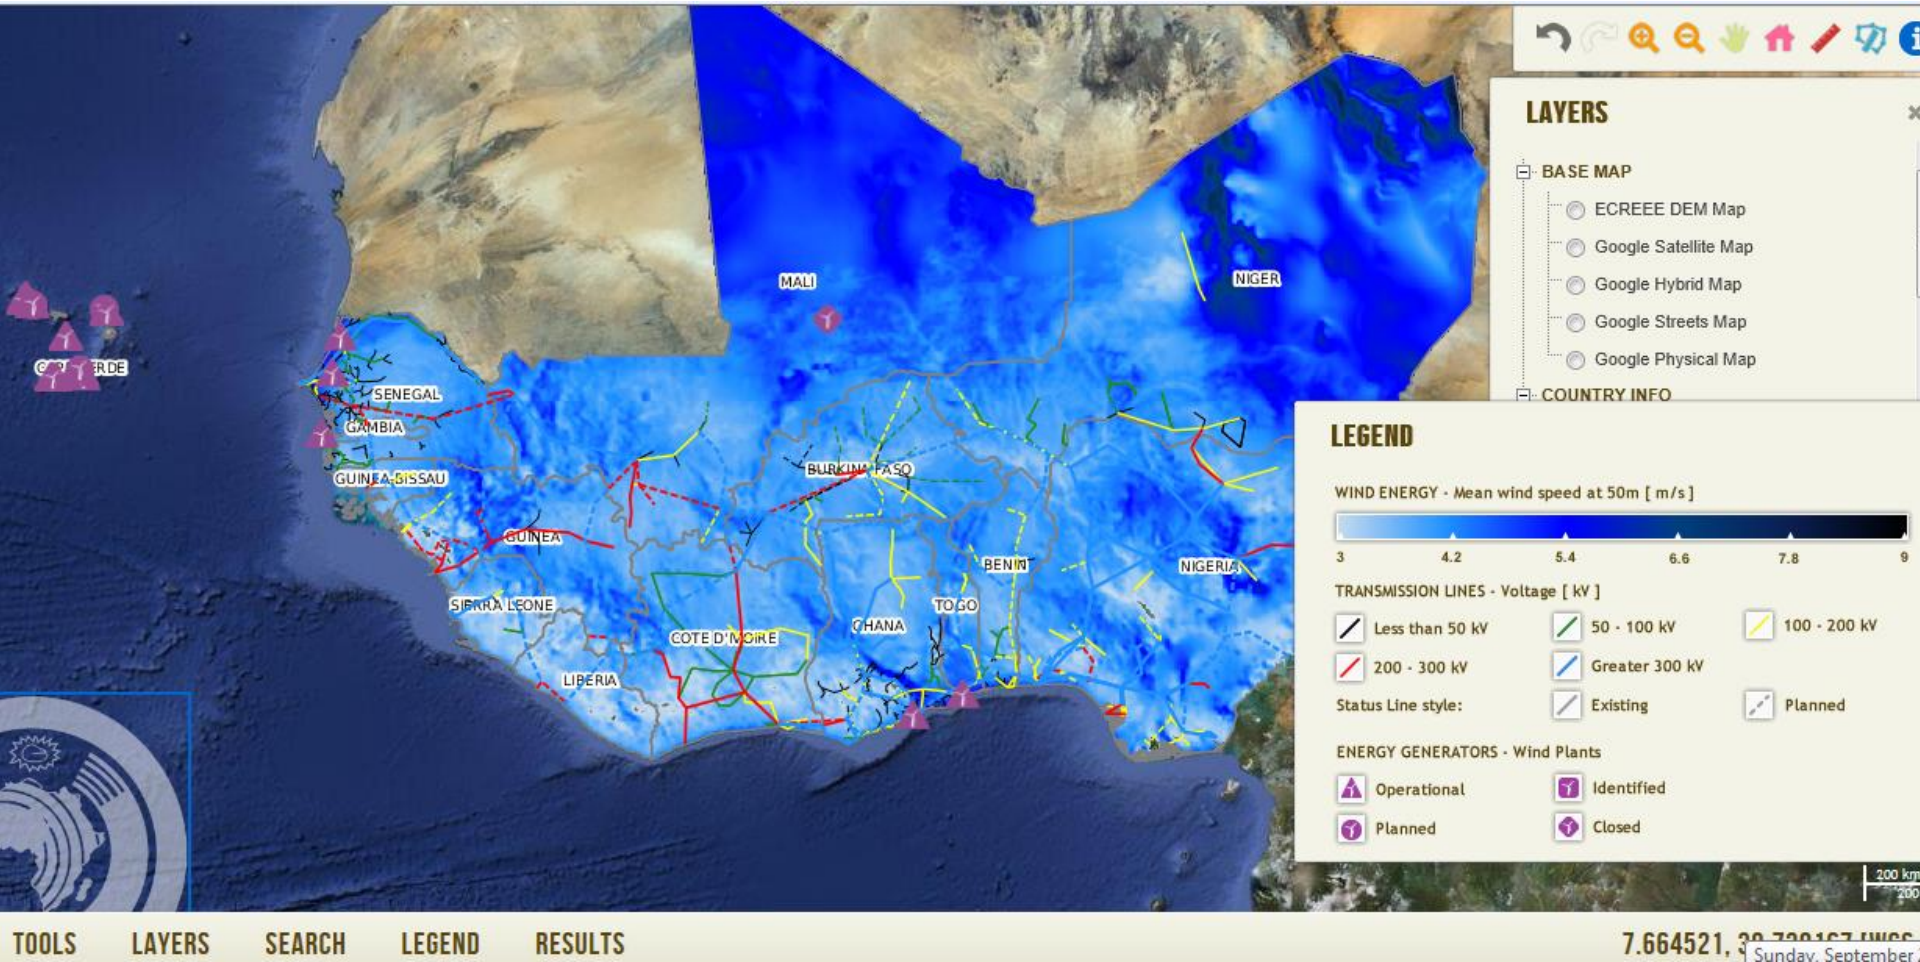 LAYERS
BASE MAP
ECREEE DEM Map
Google Satellite Map
Google Hybrid Map
Google Streets Map
Google Physical Map
COUNTRY INFO
MALI
NIGER
SENEGAL
GAMBIA
GUINEA-BISSAU
BURKINA FASO
GUINEA
BENIN
NIGERIA
SIERRA LEONE
TOGO
GHANA
COTE D'IVOIRE
LIBERIA
LEGEND
WIND ENERGY - Mean wind speed at 50m [ m/s ]
3 4.2 5.4 6.6 7.8 9
TRANSMISSION LINES - Voltage [ kV ]
Less than 50 kV 50 - 100 kV 100 - 200 kV
200 - 300 kV Greater 300 kV
Status Line style: Existing Planned
ENERGY GENERATORS - Wind Plants
Operational Identified
Planned Closed
200 km
200
TOOLS LAYERS SEARCH LEGEND RESULTS
7.664521,
Sunday, September